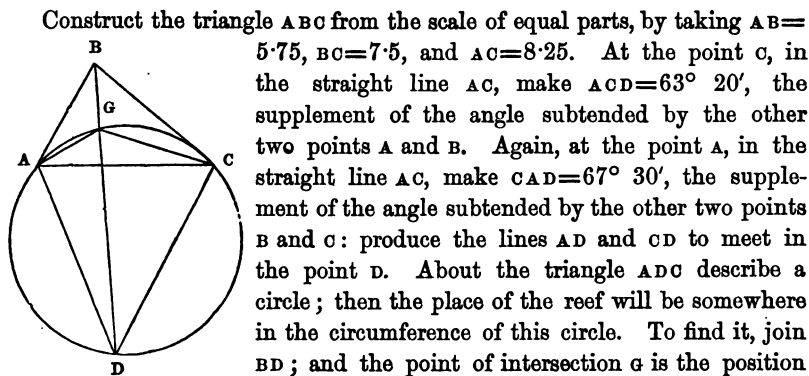 Construct the triangle ABC from the scale of equal parts, by taking AB=
B
5·75, BC=7·5, and AC=8·25. At the point C, in
the straight line AC, make ACD=63° 20′, the
G
supplement of the angle subtended by the other
A
C
two points A and B. Again, at the point A, in the
straight line AC, make CAD=67° 30′, the supple-
ment of the angle subtended by the other two points
B and C: produce the lines AD and CD to meet in
the point D. About the triangle ADC describe a
circle; then the place of the reef will be somewhere
in the circumference of this circle. To find it, join
D
BD; and the point of intersection G is the position